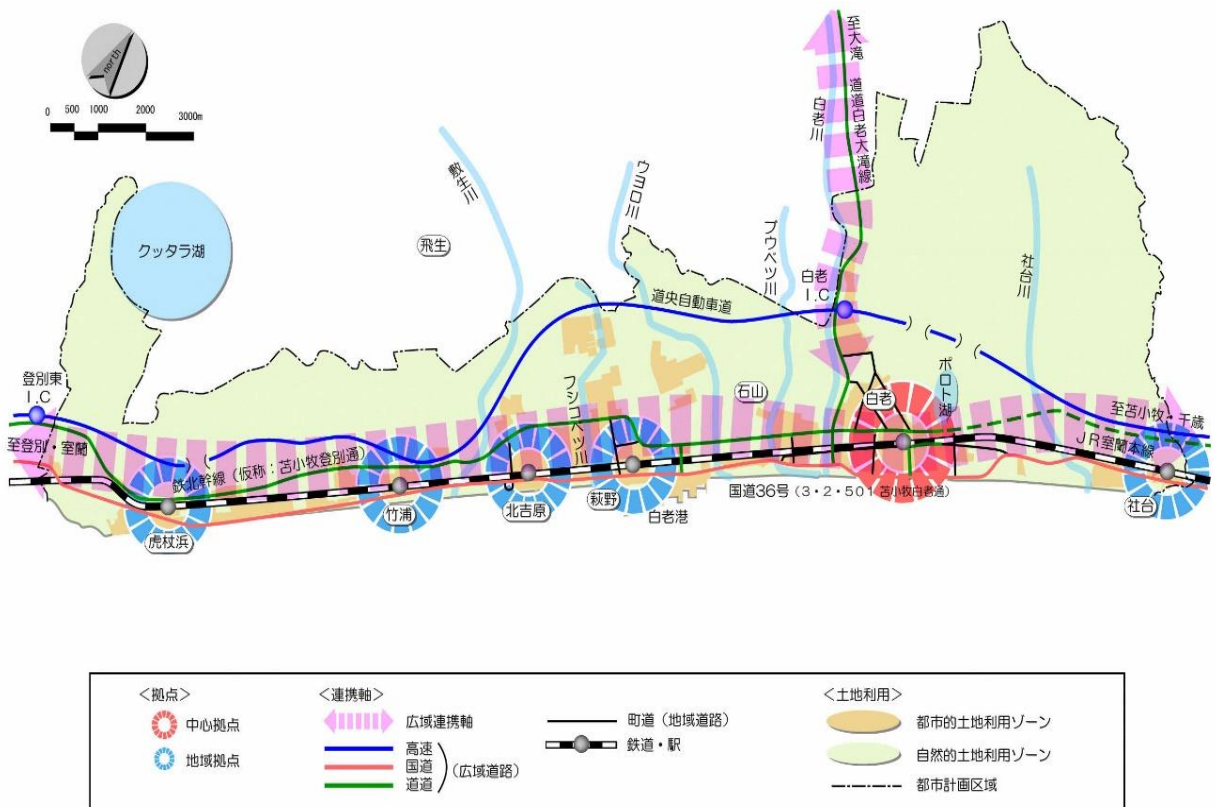 north
0 500 1000 2000 3000m
至大滝
道道白老大滝線
白老川
敷生川
ウヨロ川
飛生
クッタラ湖
ブウベツ川
白老
I.C
社台川
道央自動車道
登別東
I.C
フシコベツ川
石山
白老
ポロト湖
至苫小牧・千歳
至登別・室蘭
JR室蘭本線
鉄北幹線(仮称:苫小牧登別通)
国道36号(3・2・501 苫小牧白老通)
虎杖浜
竹浦
北吉原
萩野
白老港
社台
<拠点>
中心拠点
地域拠点
<連携軸>
広域連携軸
高速
国道
道道
(広域道路)
町道(地域道路)
鉄道・駅
<土地利用>
都市的土地利用ゾーン
自然的土地利用ゾーン
都市計画区域